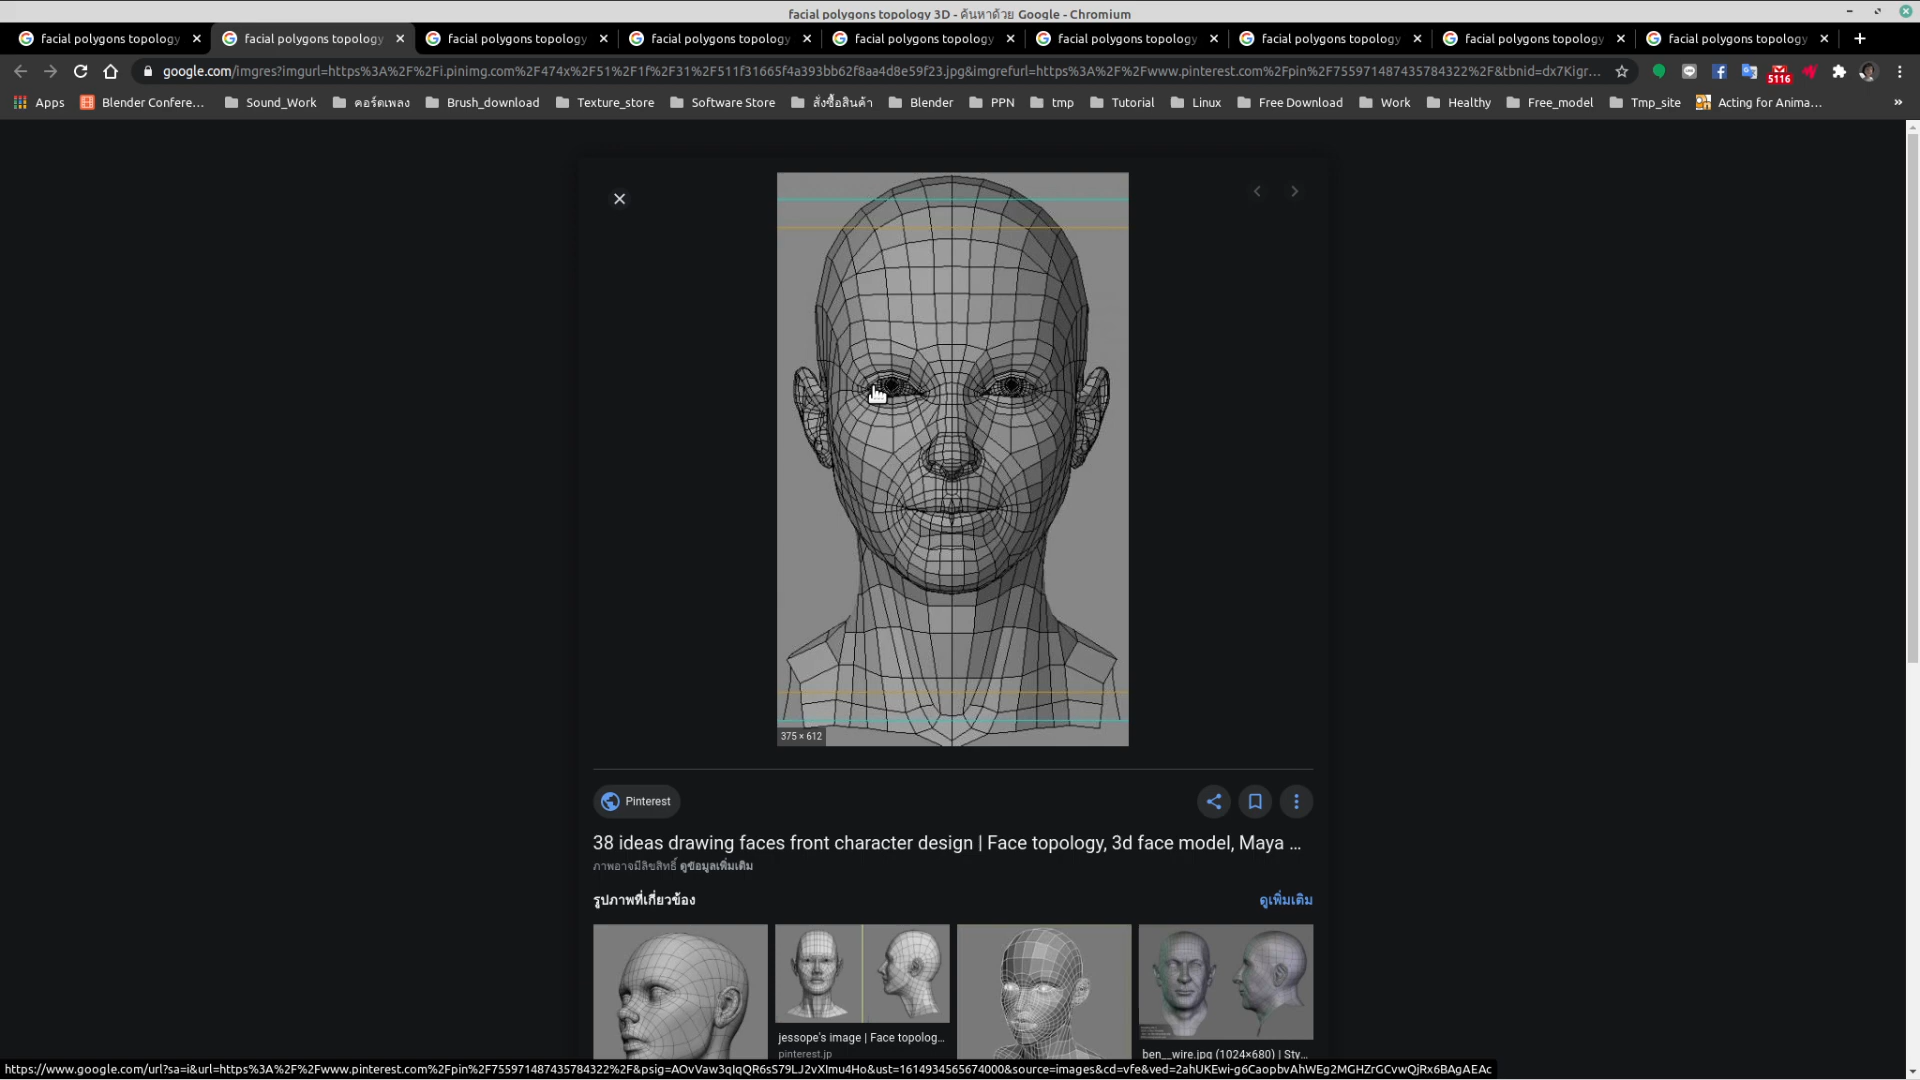 facial polygons topology 3D - ค้นหาด้วย Google - Chromium
facial polygons topology
facial polygons topology
facial polygons topology
facial polygons topology
facial polygons topology
facial polygons topology
facial polygons topology
facial polygons topology
facial polygons topology
google.com/imgres?imgurl=https%3A%2F%2Fi.pinimg.com%2F474x%2F51%2F1f%2F31%2F511f31665f4a393bb62f8aa4d8e59f23.jpg&imgrefurl=https%3A%2F%2Fwww.pinterest.com%2Fpin%2F755971487435784322%2F&tbnid=dx7Kigr...
5116
Apps
Blender Confere...
Sound_Work
คอร์ดเพลง
Brush_download
Texture_store
Software Store
สั่งซื้อสินค้า
Blender
PPN
tmp
Tutorial
Linux
Free Download
Work
Healthy
Free_model
Tmp_site
Acting for Anima...
375 × 612
Pinterest
38 ideas drawing faces front character design | Face topology, 3d face model, Maya ...
ภาพอาจมีลิขสิทธิ์ ดูข้อมูลเพิ่มเติม
รูปภาพที่เกี่ยวข้อง
ดูเพิ่มเติม
jessope's image | Face topolog...
pinterest.jp
ben__wire.jpg (1024×680) | Sty...
https://www.google.com/url?sa=i&url=https%3A%2F%2Fwww.pinterest.com%2Fpin%2F755971487435784322%2F&psig=AOvVaw3qIqQR6sS79LJ2vXImu4Ho&ust=1614934565674000&source=images&cd=vfe&ved=2ahUKEwi-g6CaopbvAhWEg2MGHZrGCvwQjRx6BAgAEAc